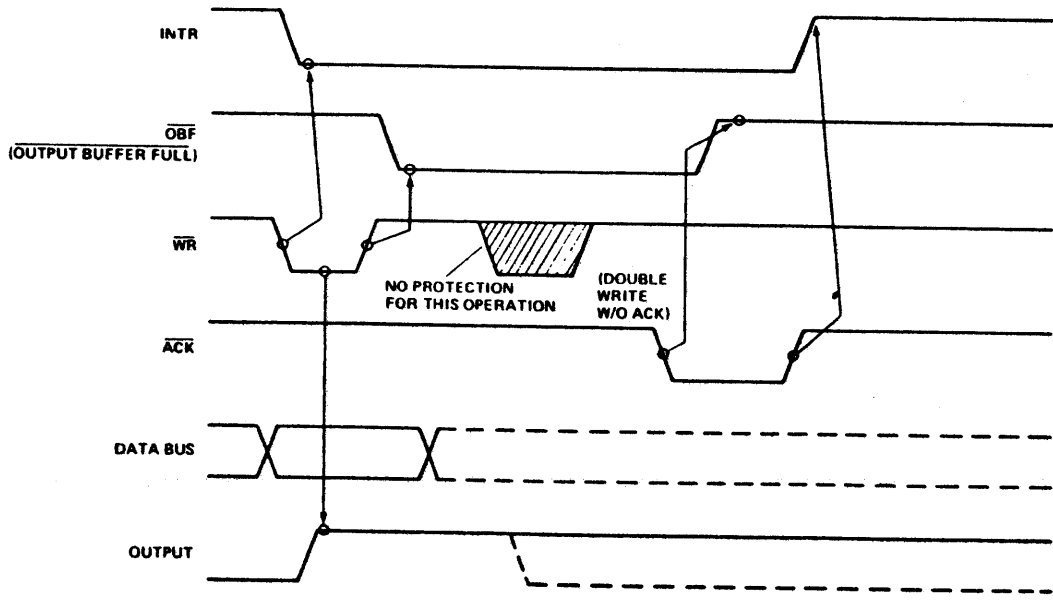 INTR
OBF
(OUTPUT BUFFER FULL)
WR
NO PROTECTION
FOR THIS OPERATION
(DOUBLE
WRITE
W/O ACK)
ACK
DATA BUS
OUTPUT